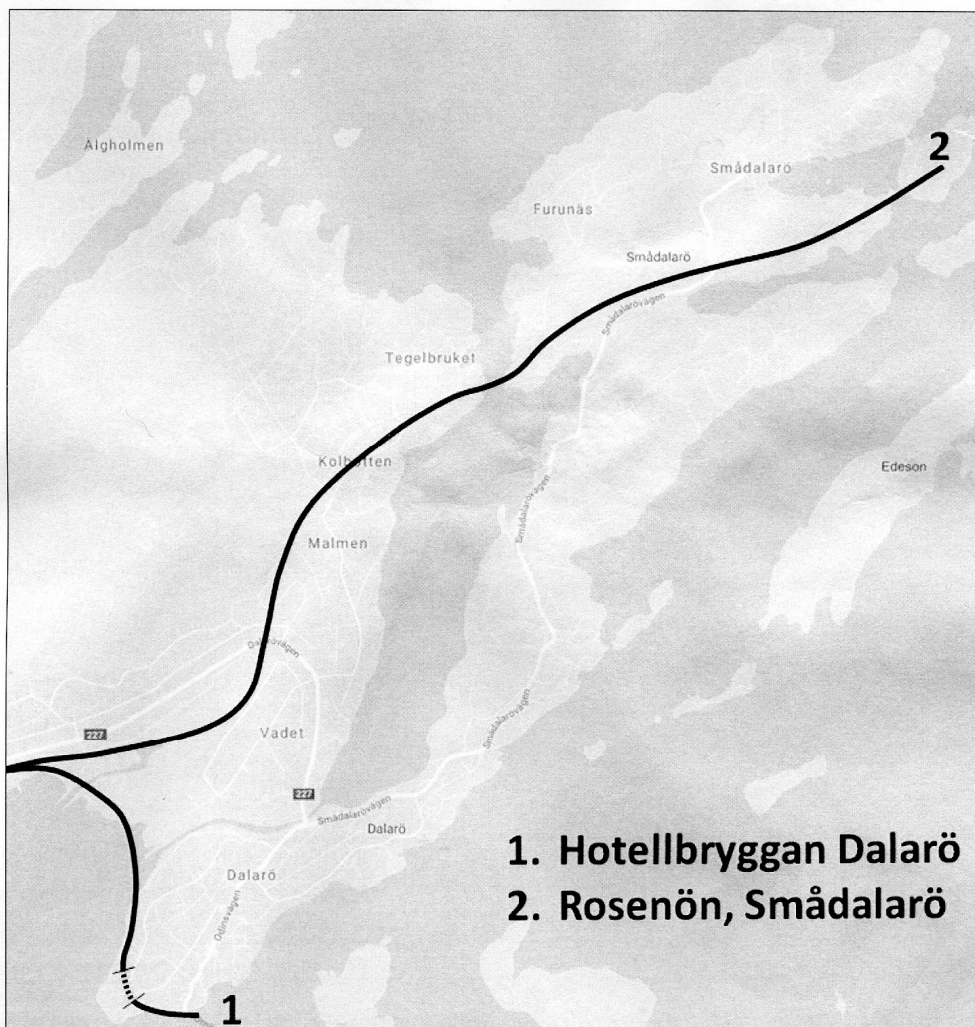 Älgholmen
2
Smådalarö
Furunäs
Smådalarö
Smådalarövägen
Tegelbruket
Kolbotten
Edeson
Smådalarövägen
Malmen
Dalarövägen
Smådalarövägen
227
Vadet
227
Smådalarövägen
Dalarö
1. Hotellbryggan Dalarö
Dalarö
2. Rosenön, Smådalarö
Odinsvägen
1